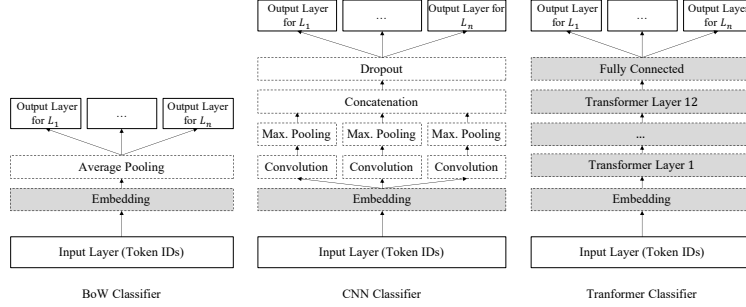 Output Layer
for L₁
...
Output Layer
for Lₙ
Average Pooling
Embedding
Input Layer (Token IDs)
BoW Classifier
Output Layer
for L₁
...
Output Layer for
Lₙ
Dropout
Concatenation
Max. Pooling
Max. Pooling
Max. Pooling
Convolution
Convolution
Convolution
Embedding
Input Layer (Token IDs)
CNN Classifier
Output Layer
for L₁
...
Output Layer
for Lₙ
Fully Connected
Transformer Layer 12
...
Transformer Layer 1
Embedding
Input Layer (Token IDs)
Tranformer Classifier